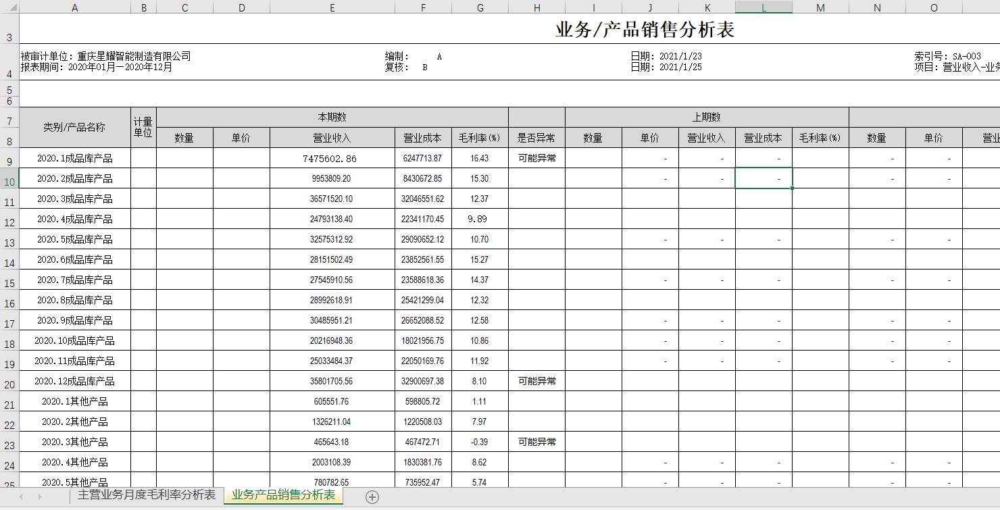 A B C D E F G H I J K L M N O
3 业务/产品销售分析表
被审计单位：重庆星耀智能制造有限公司 编制： A 日期：2021/1/23 索引号：SA-003
4 报表期间：2020年01月—2020年12月 复核： B 日期：2021/1/25 项目：营业收入-业务
5
6
7 类别/产品名称 计量单位 本期数 上期数
8 数量 单价 营业收入 营业成本 毛利率(%) 是否异常 数量 单价 营业收入 营业成本 毛利率(%) 数量 单价 营业
9 2020.1成品库产品 7475602.86 6247713.87 16.43 可能异常 - - - - -
10 2020.2成品库产品 9953809.20 8430672.85 15.30 - - - - -
11 2020.3成品库产品 36571520.10 32046551.62 12.37
12 2020.4成品库产品 24793138.40 22341170.45 9.89
13 2020.5成品库产品 32575312.92 29090652.12 10.70 - - - - -
14 2020.6成品库产品 28151502.49 23852561.55 15.27
15 2020.7成品库产品 27545910.56 23588618.36 14.37 - - - - -
16 2020.8成品库产品 28992618.91 25421299.04 12.32
17 2020.9成品库产品 30485951.21 26652088.52 12.58 - - - - -
18 2020.10成品库产品 20216948.36 18021956.75 10.86 - - - - -
19 2020.11成品库产品 25033484.37 22050169.76 11.92 - - - - -
20 2020.12成品库产品 35801705.56 32900697.38 8.10 可能异常
21 2020.1其他产品 605551.76 598805.72 1.11
22 2020.2其他产品 1326211.04 1220508.03 7.97
23 2020.3其他产品 465643.18 467472.71 -0.39 可能异常
24 2020.4其他产品 2003108.39 1830381.76 8.62 - - - - -
25 2020.5其他产品 780782.65 735952.47 5.74 - - - - -
主营业务月度毛利率分析表 业务产品销售分析表